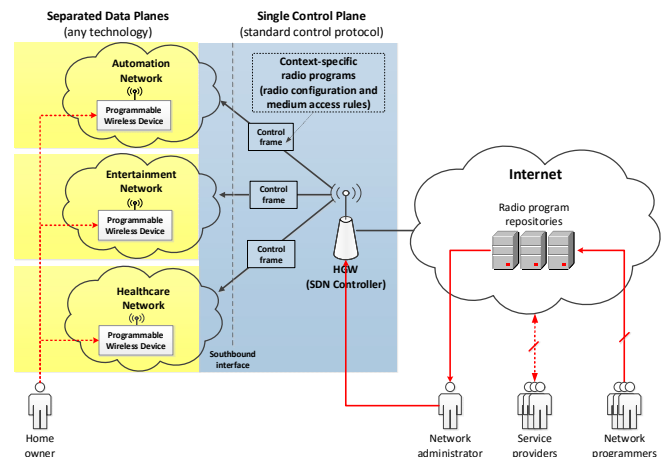 Separated Data Planes
(any technology)
Single Control Plane
(standard control protocol)
Automation
Network
Programmable
Wireless Device
Context-specific
radio programs
(radio configuration and
medium access rules)
Control
frame
Entertainment
Network
Programmable
Wireless Device
Control
frame
Control
frame
Healthcare
Network
Programmable
Wireless Device
HGW
(SDN Controller)
Southbound
interface
Internet
Radio program
repositories
Home
owner
Network
administrator
Service
providers
Network
programmers